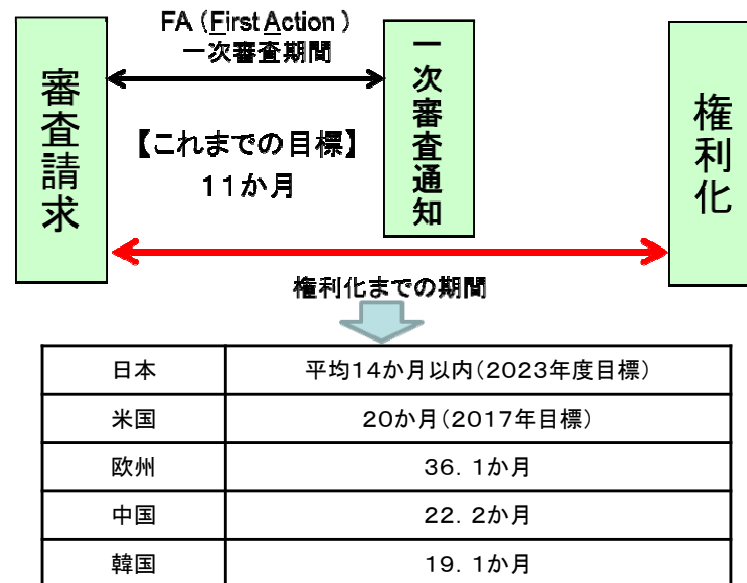 FA（First Action）
一次審査期間
審査請求
一次審査通知
権利化
【これまでの目標】
１１か月
権利化までの期間
日本 平均１４か月以内（２０２３年度目標）
米国 ２０か月（２０１７年目標）
欧州 ３６．１か月
中国 ２２．２か月
韓国 １９．１か月